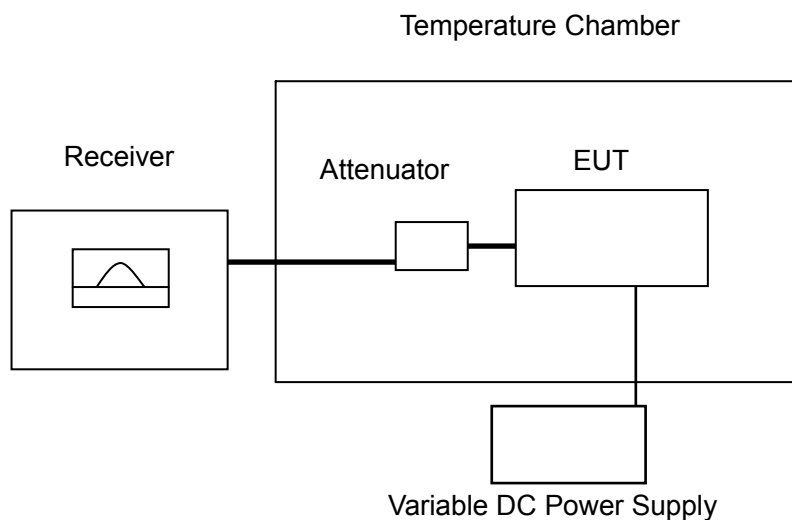 Temperature Chamber
Receiver
Attenuator
EUT
Variable DC Power Supply